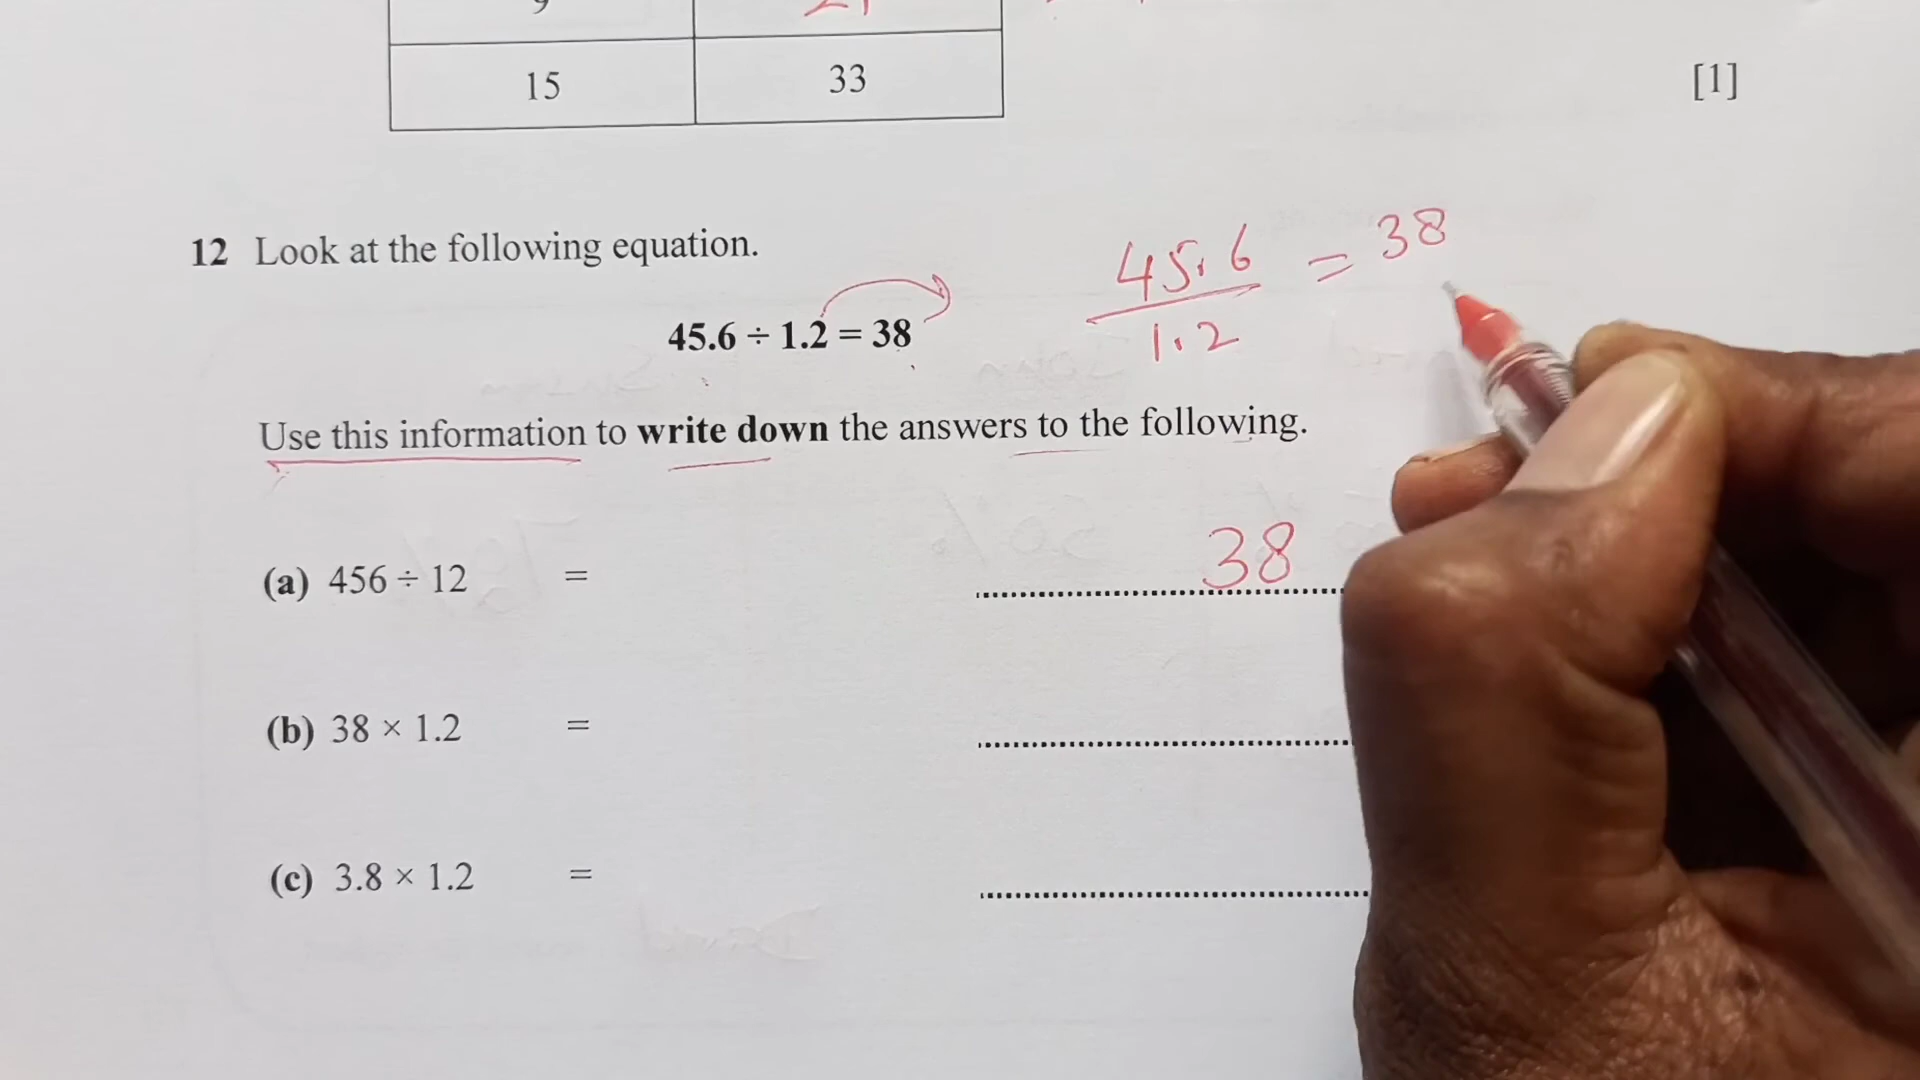 15 33
[1]
12 Look at the following equation.
45.6 ÷ 1.2 = 38
45.6 = 38
1.2
Use this information to write down the answers to the following.
(a) 456 ÷ 12 = 38
(b) 38 × 1.2 =
(c) 3.8 × 1.2 =